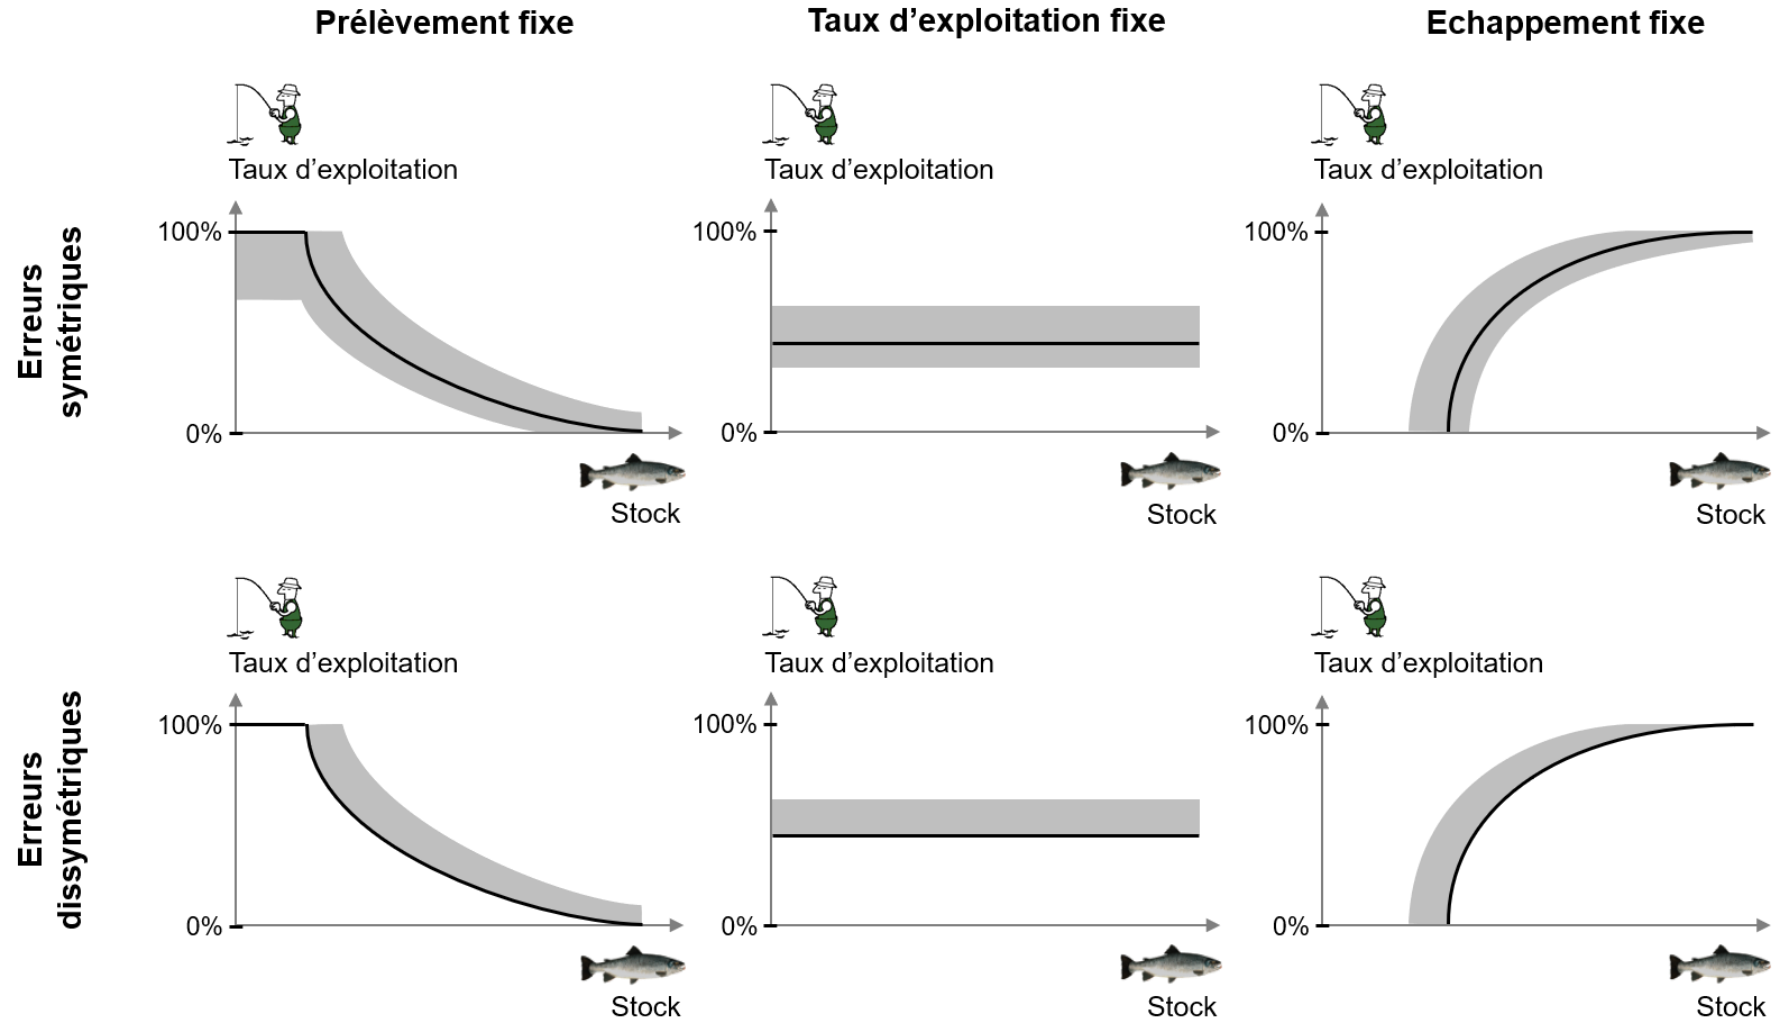 Prélèvement fixe
Taux d’exploitation fixe
Echappement fixe
Erreurs
symétriques
Taux d’exploitation
100%
0%
Stock
Taux d’exploitation
100%
0%
Stock
Taux d’exploitation
100%
0%
Stock
Erreurs
dissymétriques
Taux d’exploitation
100%
0%
Stock
Taux d’exploitation
100%
0%
Stock
Taux d’exploitation
100%
0%
Stock